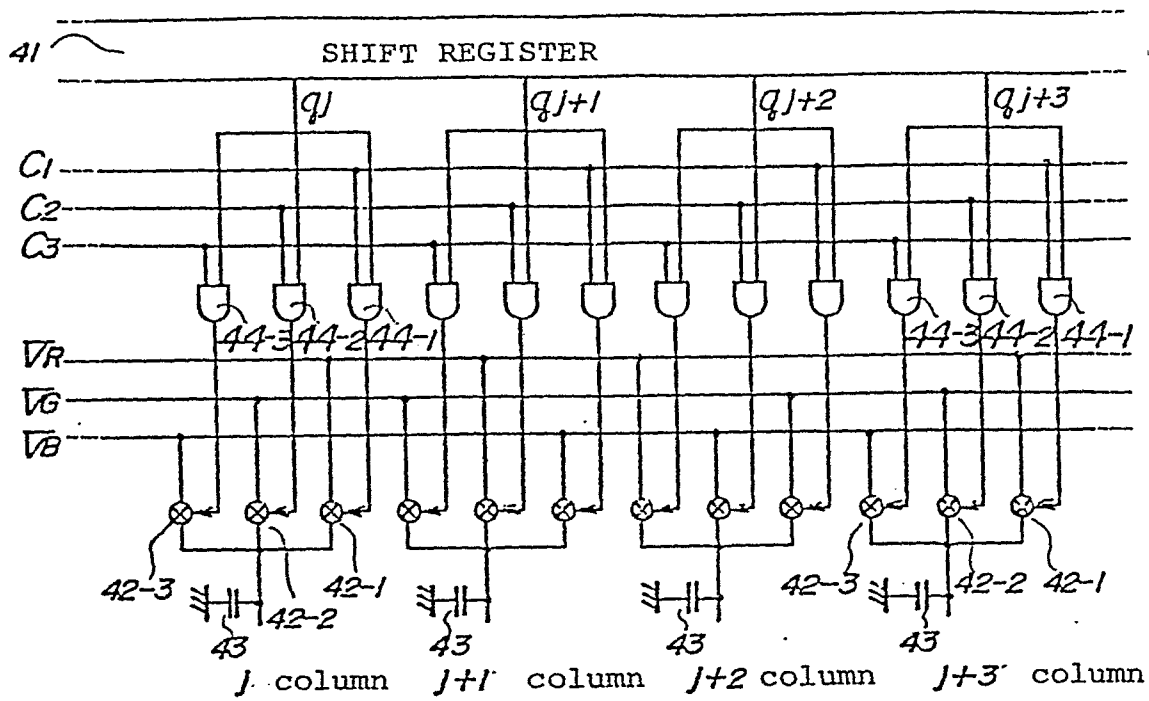 41 SHIFT REGISTER
qj qj+1 qj+2 qj+3
C1
C2
C3
44-3 44-2 44-1 44-3 44-2 44-1
VR
VG
VB
42-3 42-2 42-1 42-3 42-2 42-1
43 43 43 43
j column j+1 column j+2 column j+3 column